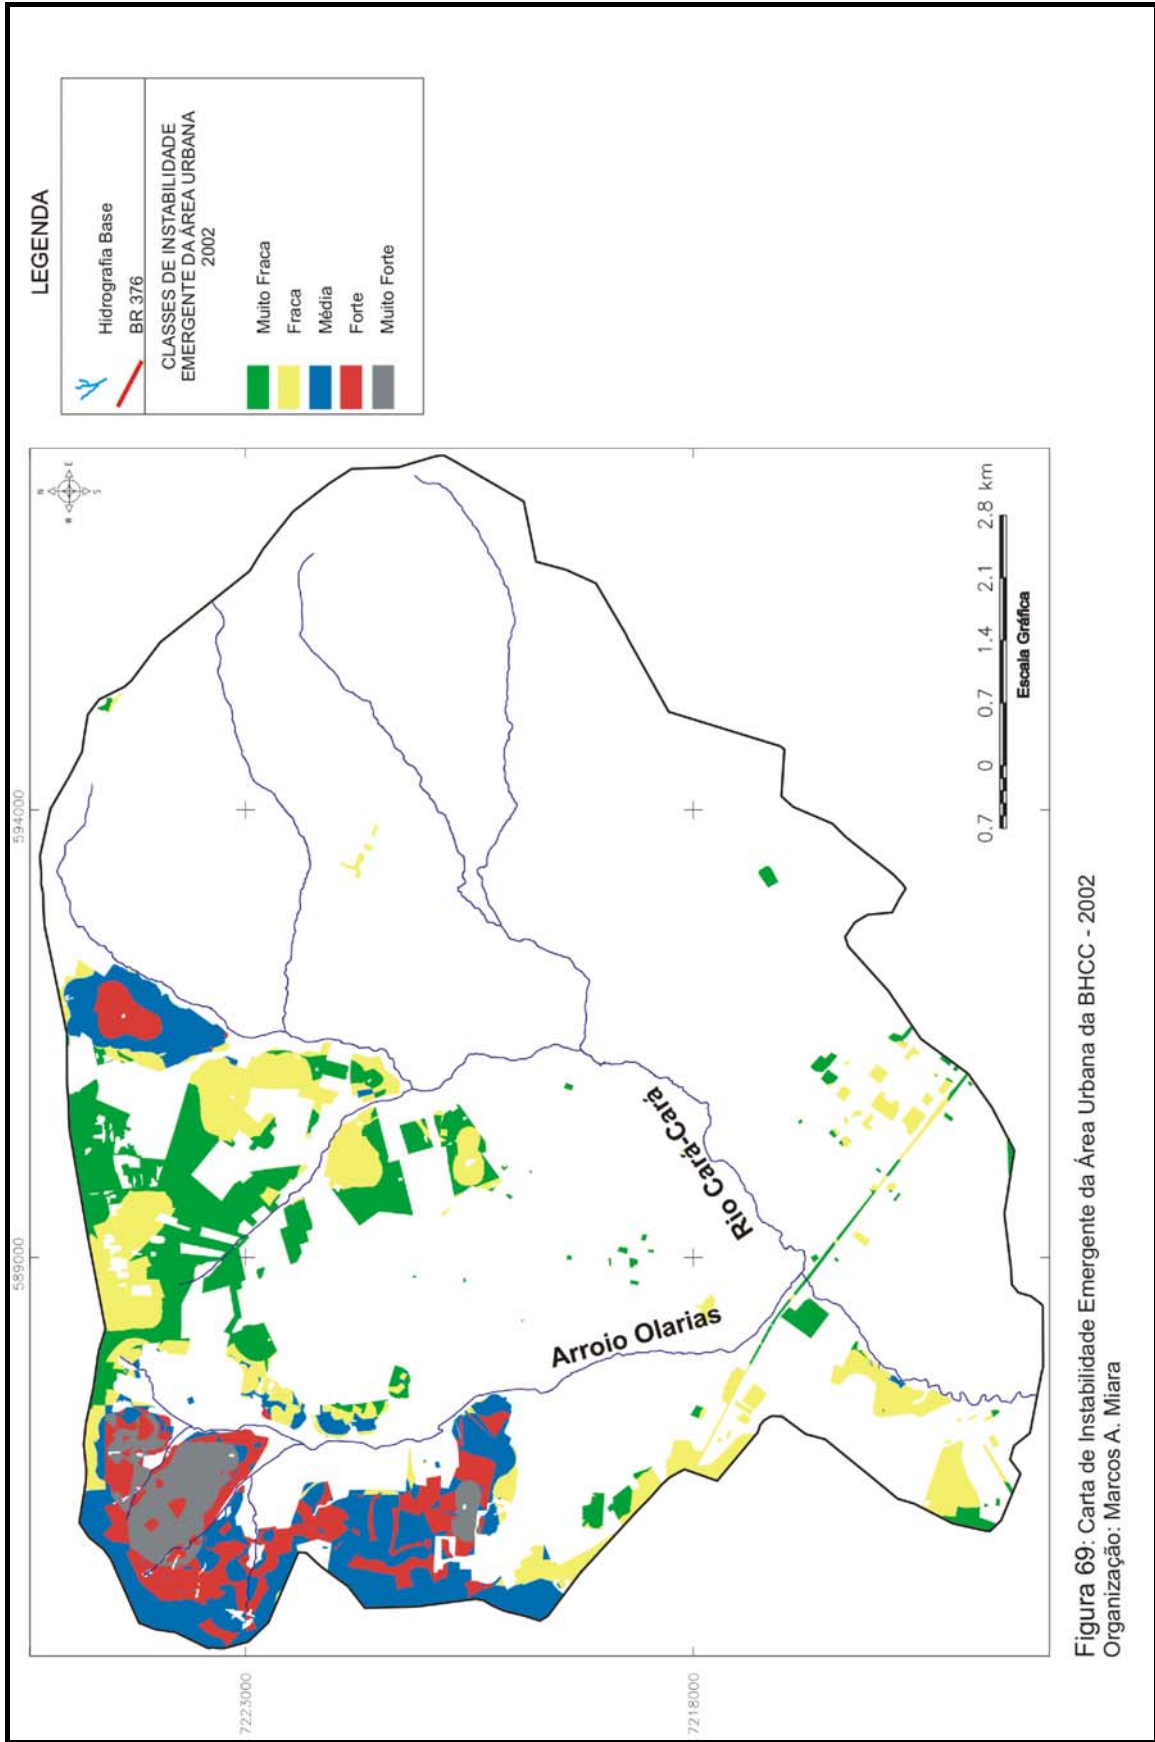 LEGENDA
Hidrografia Base
BR 376
CLASSES DE INSTABILIDADE
EMERGENTE DA ÁREA URBANA
2002
Muito Fraca
Fraca
Média
Forte
Muito Forte
589000
594000
N
W
E
S
7223000
7218000
Arroio Olarias
Rio Cará-Cará
0.7 0 0.7 1.4 2.1 2.8 km
Escala Gráfica
Figura 69: Carta de Instabilidade Emergente da Área Urbana da BHCC - 2002
Organização: Marcos A. Miara